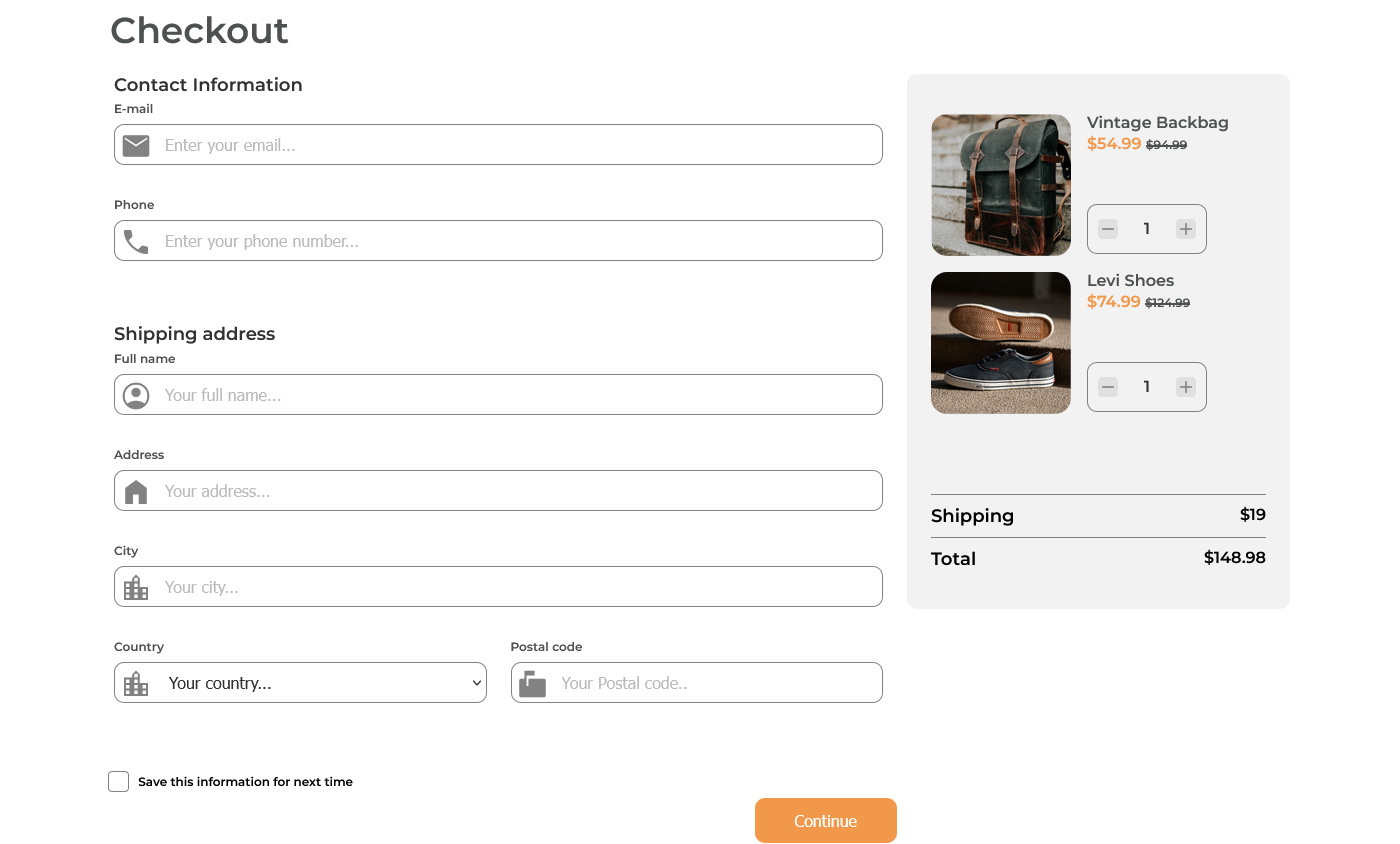 Checkout
Contact Information
E-mail
Enter your email...
Phone
Enter your phone number...
Shipping address
Full name
Your full name...
Address
Your address...
City
Your city...
Country
Your country...
Postal code
Your Postal code..
Save this information for next time
Continue
Vintage Backbag
$54.99 $94.99
1
Levi Shoes
$74.99 $124.99
1
Shipping $19
Total $148.98